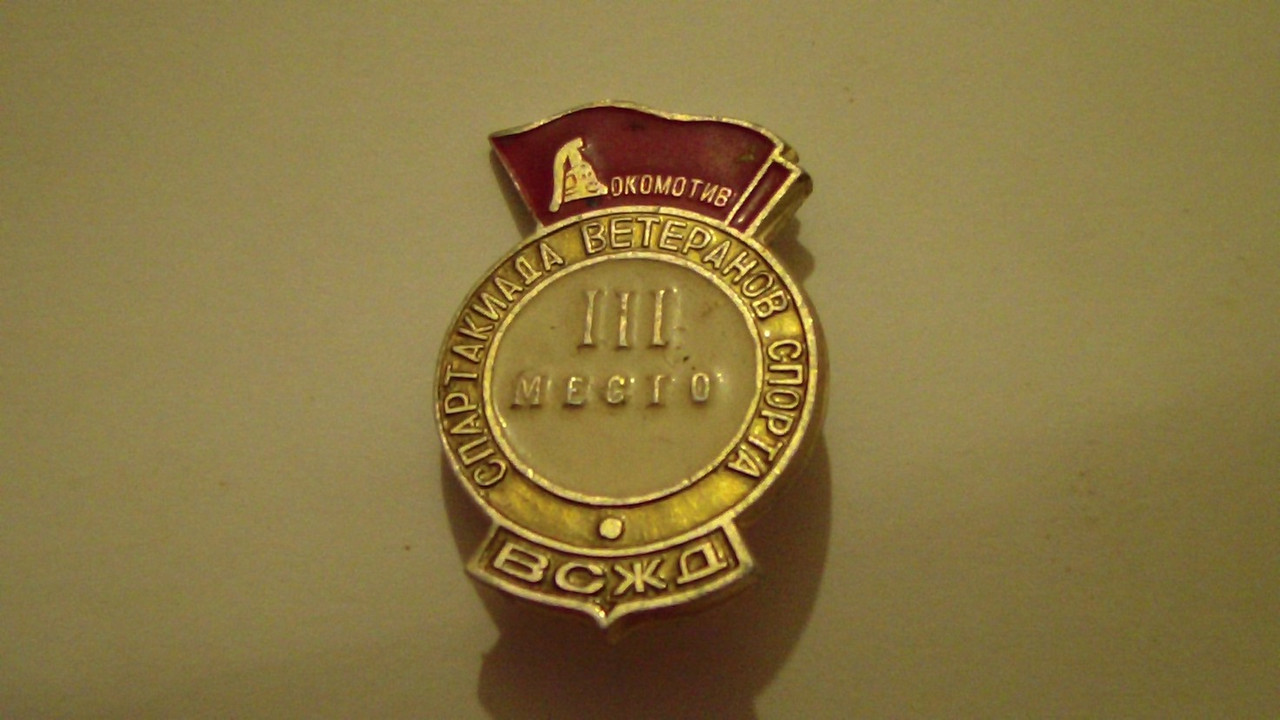 Локомотив
СПАРТАКИАДА ВЕТЕРАНОВ СПОРТА
III
МЕСТО
ВСЖД